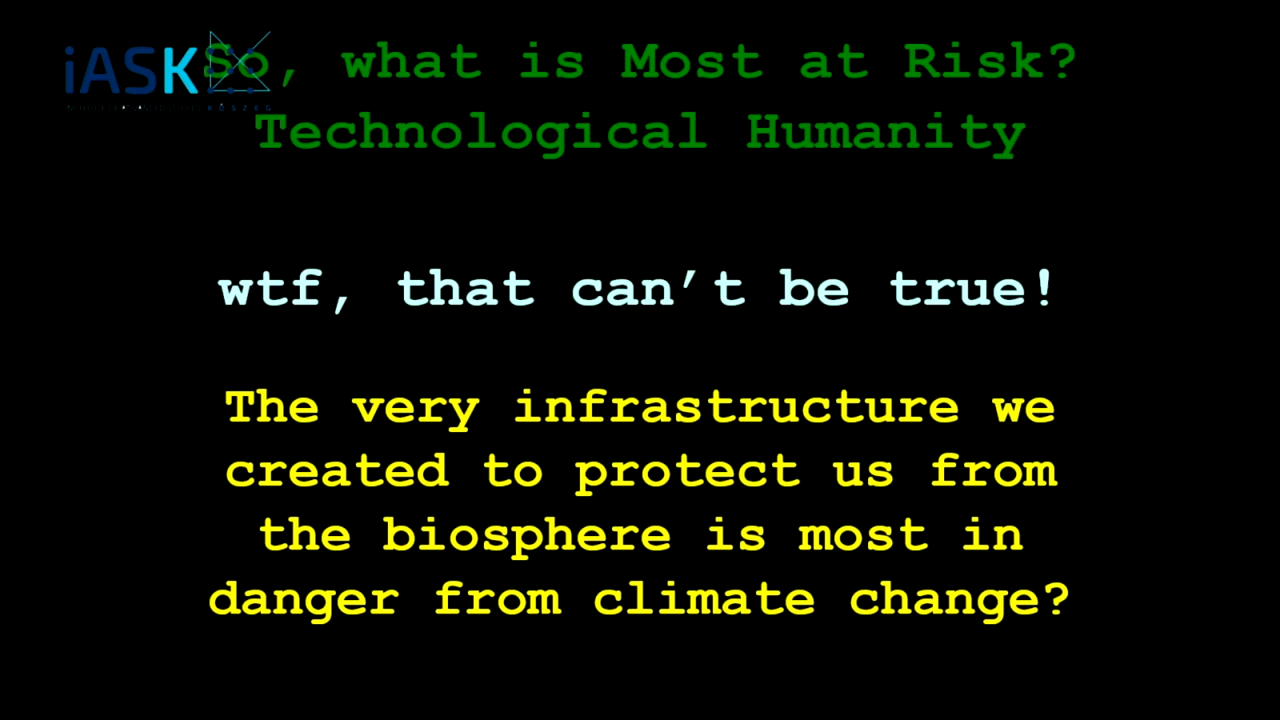 iASK
So, what is Most at Risk?
KŐSZEG
Technological Humanity
wtf, that can’t be true!
The very infrastructure we
created to protect us from
the biosphere is most in
danger from climate change?